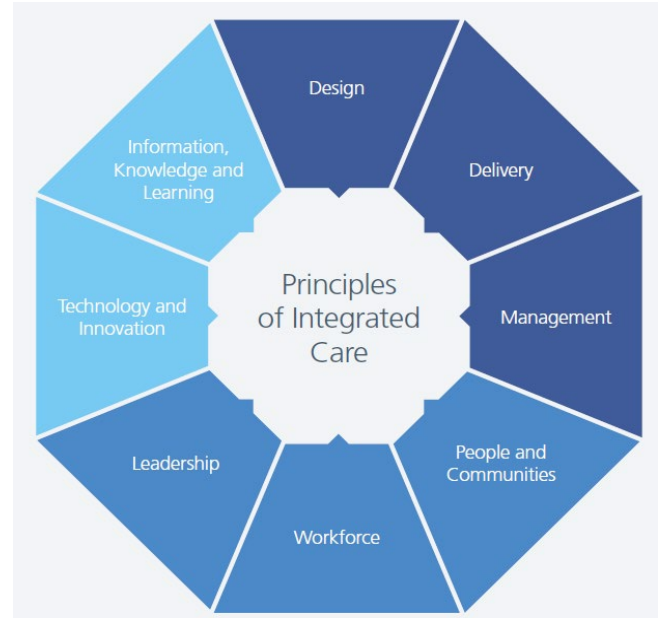 Design
Delivery
Management
People and
Communities
Workforce
Leadership
Technology and
Innovation
Information,
Knowledge and
Learning
Principles
of Integrated
Care